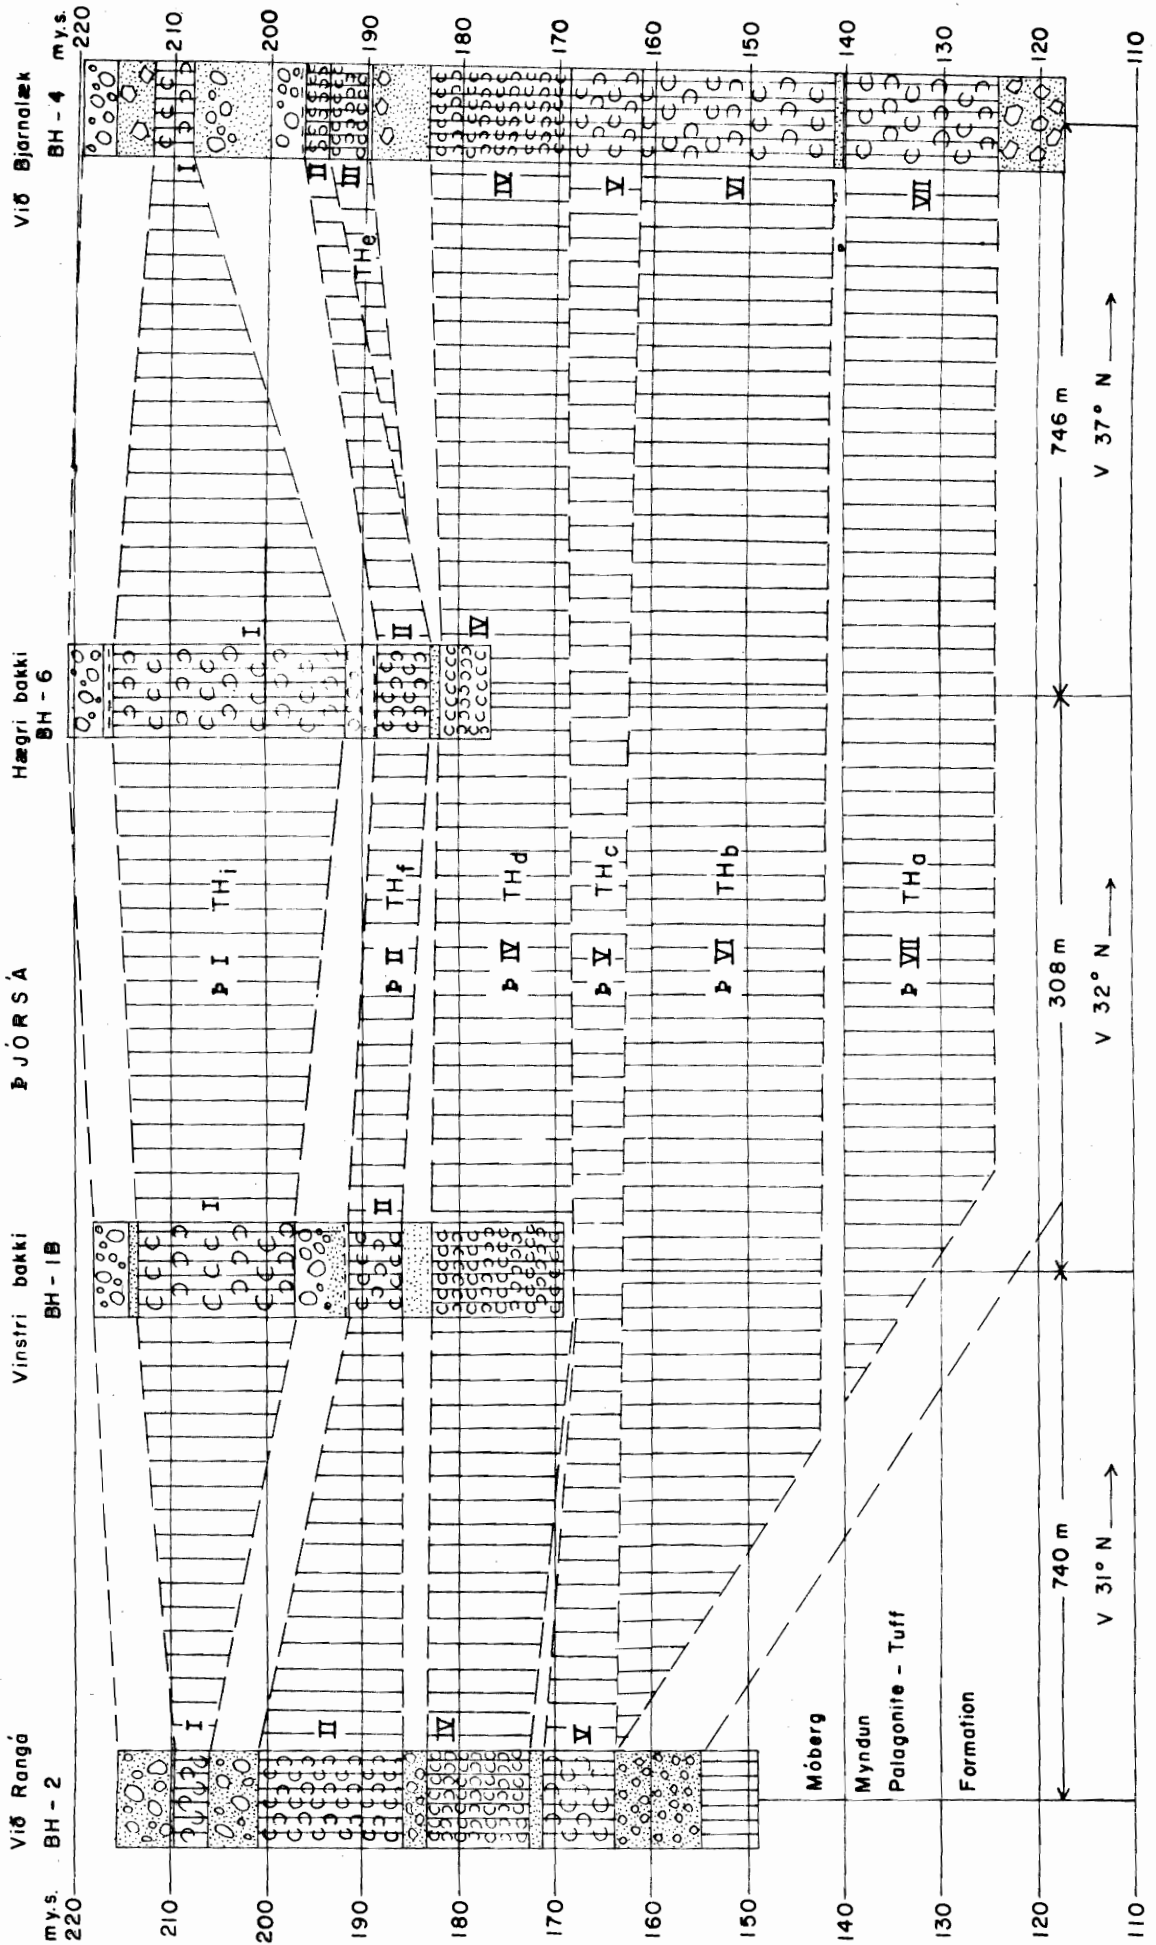 Við Rangá
BH - 2
Vinstri bakki
BH - 1B
ÞJÓRSÁ
Hægri bakki
BH - 6
Við Bjarnalæk
BH - 4
m.y.s.
220
210
200
190
180
170
160
150
140
130
120
110
m.y.s.
220
210
200
190
180
170
160
150
140
130
120
110
I
II
IV
V
I
II
I
II
IV
I
II
III
IV
V
VI
VII
THe
Þ I THi
Þ II THf
Þ IV THd
Þ V THc
Þ VI THb
Þ VII THa
Móberg
Myndun
Palagonite - Tuff
Formation
740 m
308 m
746 m
V 31° N →
V 32° N →
V 37° N →